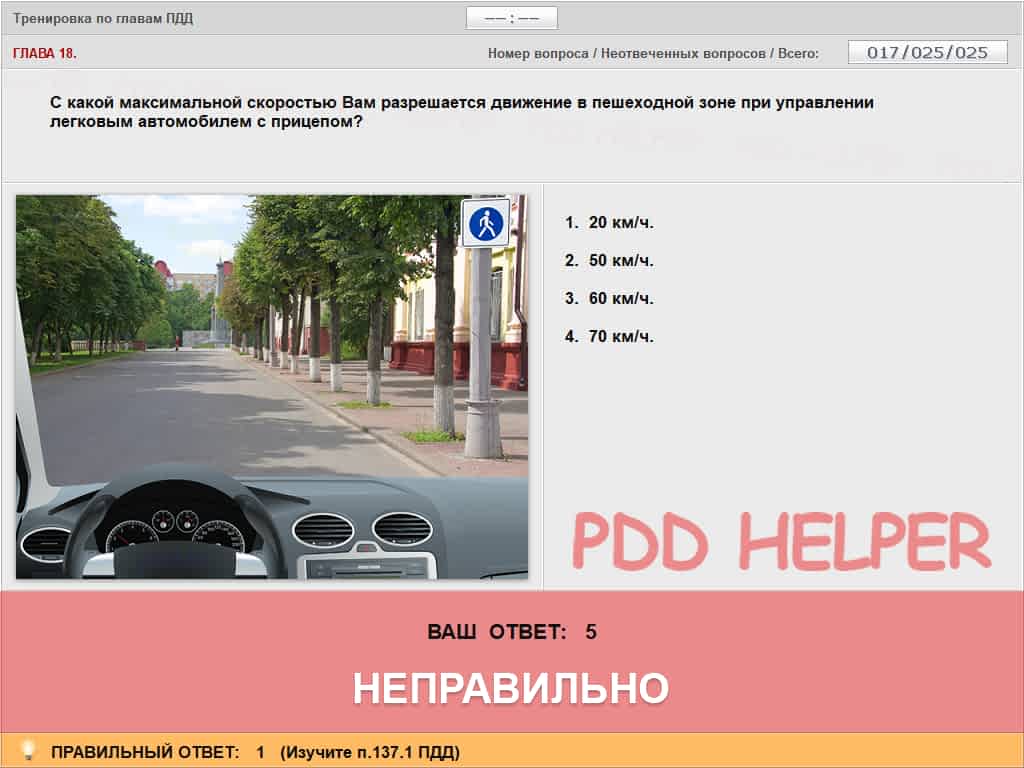 Тренировка по главам ПДД
—— : ——
ГЛАВА 18.
Номер вопроса / Неотвеченных вопросов / Всего: 017/025/025
С какой максимальной скоростью Вам разрешается движение в пешеходной зоне при управлении
легковым автомобилем с прицепом?
1. 20 км/ч.
2. 50 км/ч.
3. 60 км/ч.
4. 70 км/ч.
PDD HELPER
ВАШ ОТВЕТ: 5
НЕПРАВИЛЬНО
ПРАВИЛЬНЫЙ ОТВЕТ: 1 (Изучите п.137.1 ПДД)